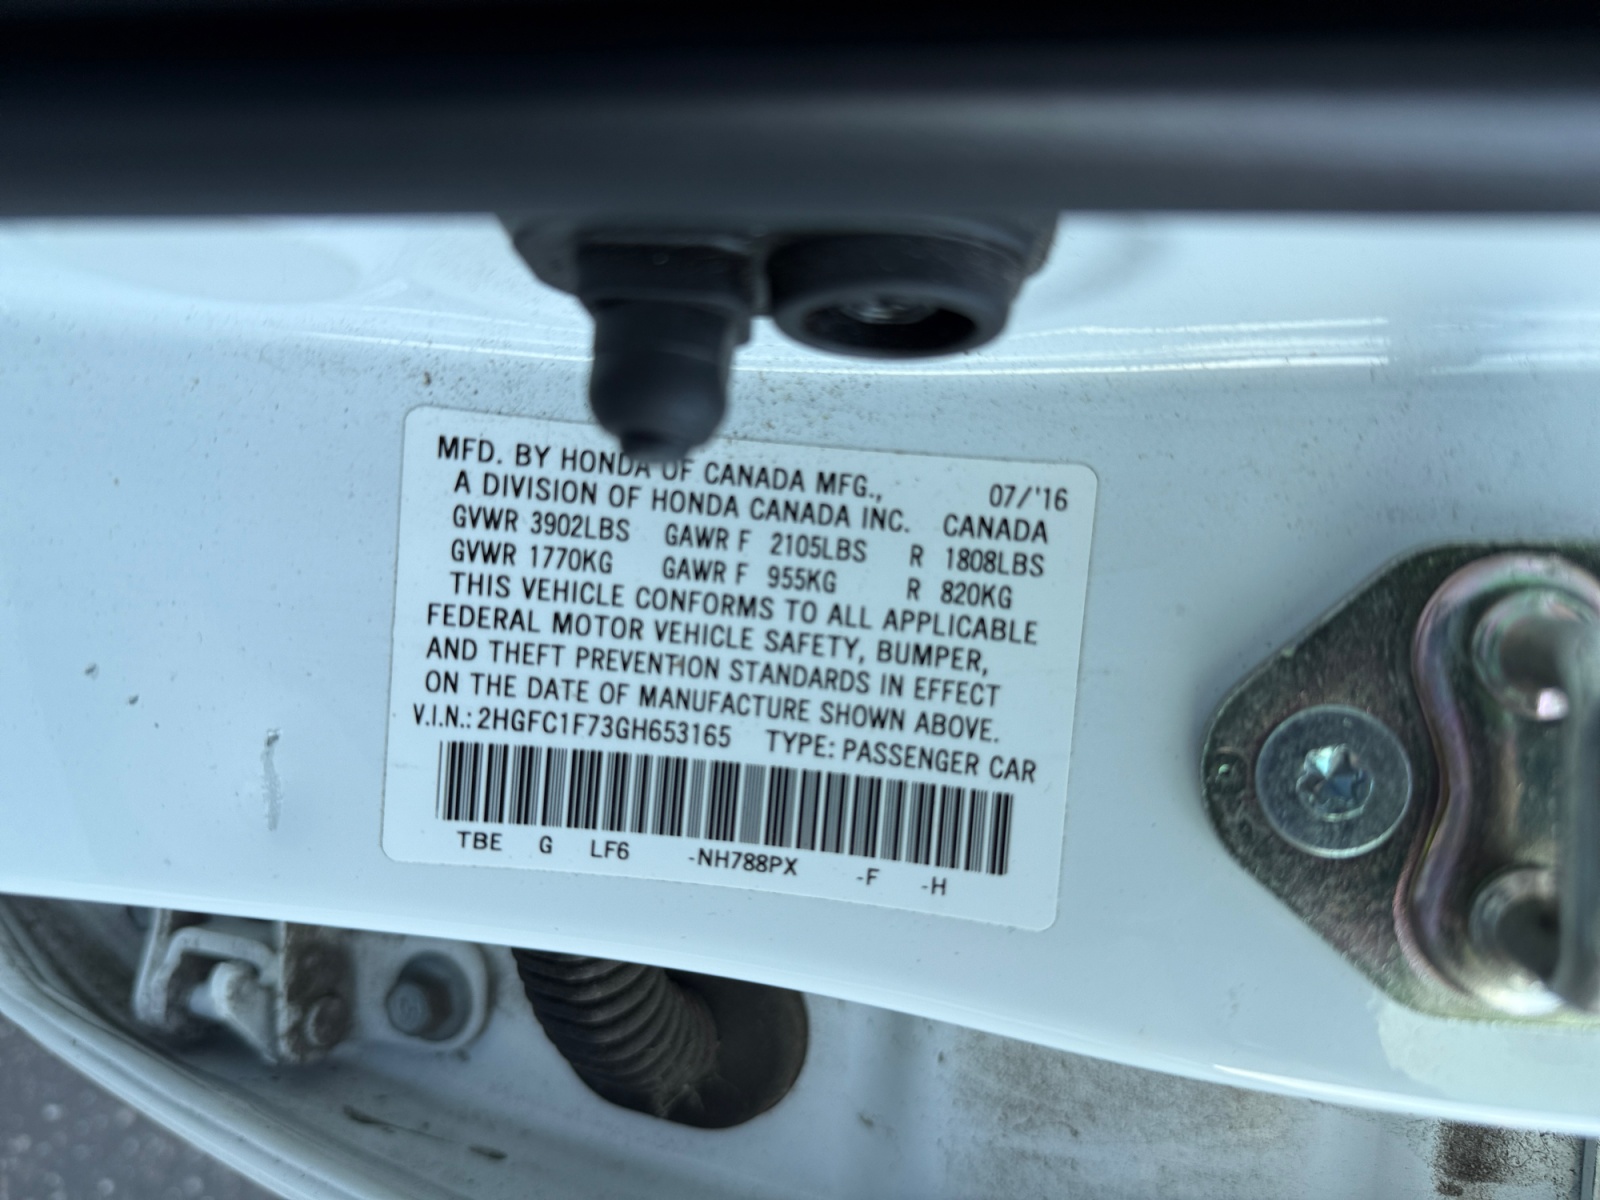 MFD. BY HONDA OF CANADA MFG., 07/'16
A DIVISION OF HONDA CANADA INC. CANADA
GVWR 3902LBS GAWR F 2105LBS R 1808LBS
GVWR 1770KG GAWR F 955KG R 820KG
THIS VEHICLE CONFORMS TO ALL APPLICABLE
FEDERAL MOTOR VEHICLE SAFETY, BUMPER,
AND THEFT PREVENTION STANDARDS IN EFFECT
ON THE DATE OF MANUFACTURE SHOWN ABOVE.
V.I.N.: 2HGFC1F73GH653165 TYPE: PASSENGER CAR
TBE G LF6 -NH788PX -F -H